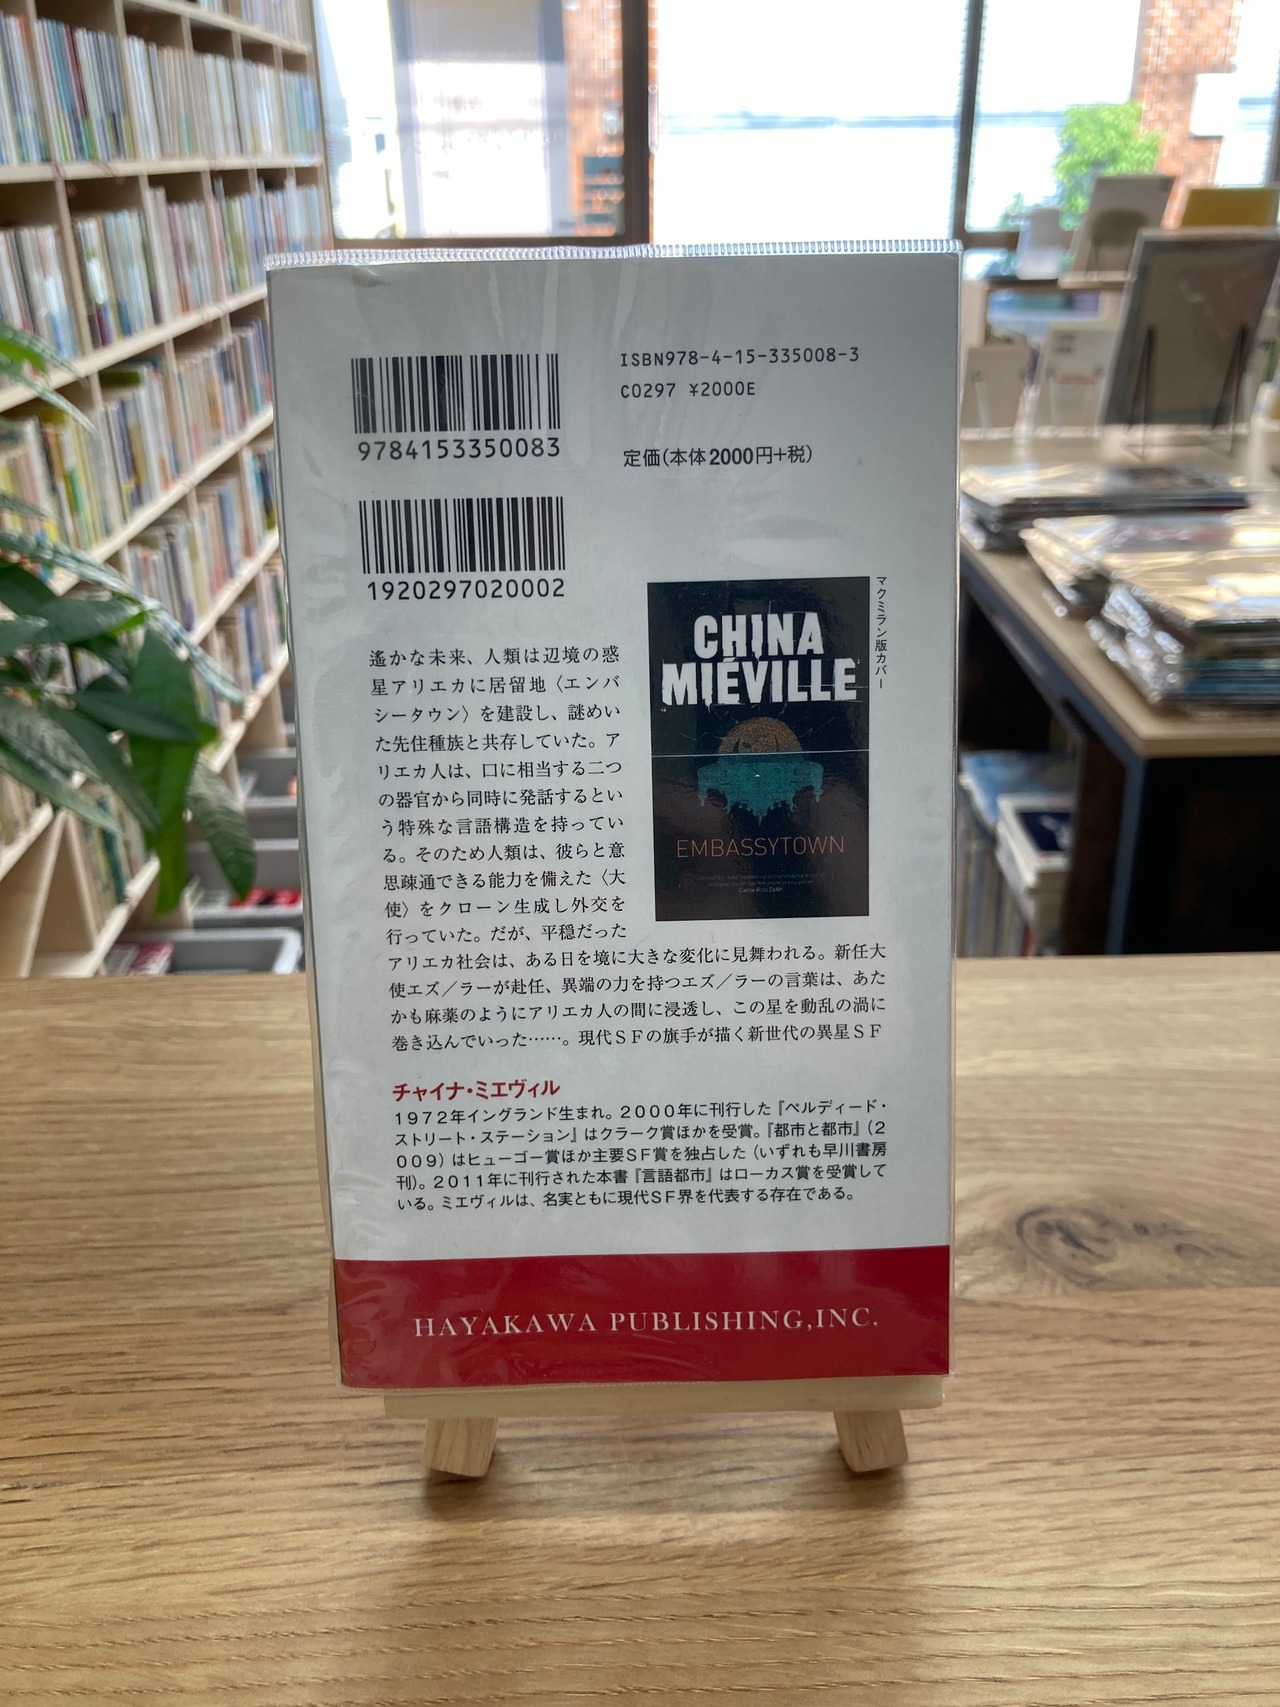 ISBN978-4-15-335008-3
C0297 ¥2000E
9784153350083
定価(本体2000円+税)
1920297020002
マクミラン版カバー
CHINA
MIÉVILLE
EMBASSYTOWN
遙かな未来、人類は辺境の惑
星アリエカに居留地〈エンバ
シータウン〉を建設し、謎めい
た先住種族と共存していた。ア
リエカ人は、口に相当する二つ
の器官から同時に発話するとい
う特殊な言語構造を持ってい
る。そのため人類は、彼らと意
思疎通できる能力を備えた〈大
使〉をクローン生成し外交を
行っていた。だが、平穏だった
アリエカ社会は、ある日を境に大きな変化に見舞われる。新任大
使エズ／ラーが赴任、異端の力を持つエズ／ラーの言葉は、あた
かも麻薬のようにアリエカ人の間に浸透し、この星を動乱の渦に
巻き込んでいった……。現代ＳＦの旗手が描く新世代の異星ＳＦ
チャイナ・ミエヴィル
1972年イングランド生まれ。2000年に刊行した『ペルディード・
ストリート・ステーション』はクラーク賞ほかを受賞。『都市と都市』（2
009）はヒューゴー賞ほか主要SF賞を独占した（いずれも早川書房
刊）。2011年に刊行された本書『言語都市』はローカス賞を受賞して
いる。ミエヴィルは、名実ともに現代SF界を代表する存在である。
HAYAKAWA PUBLISHING,INC.